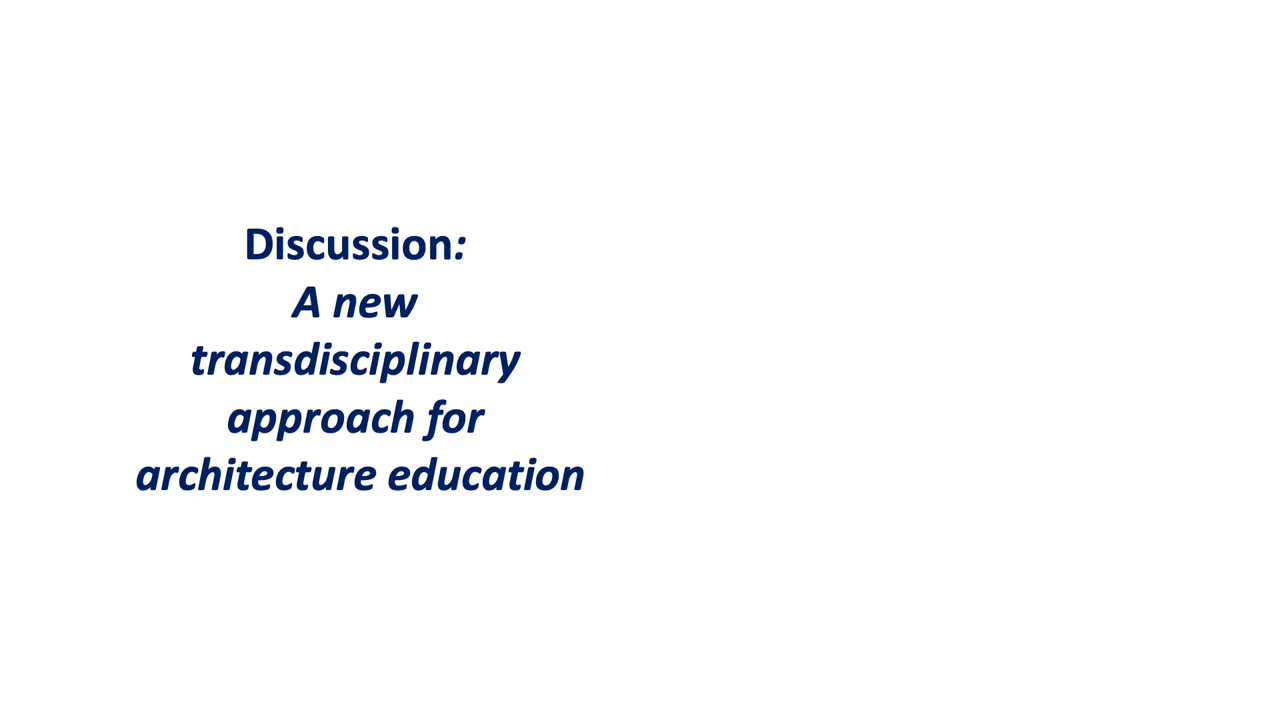 Discussion:
A new
transdisciplinary
approach for
architecture education